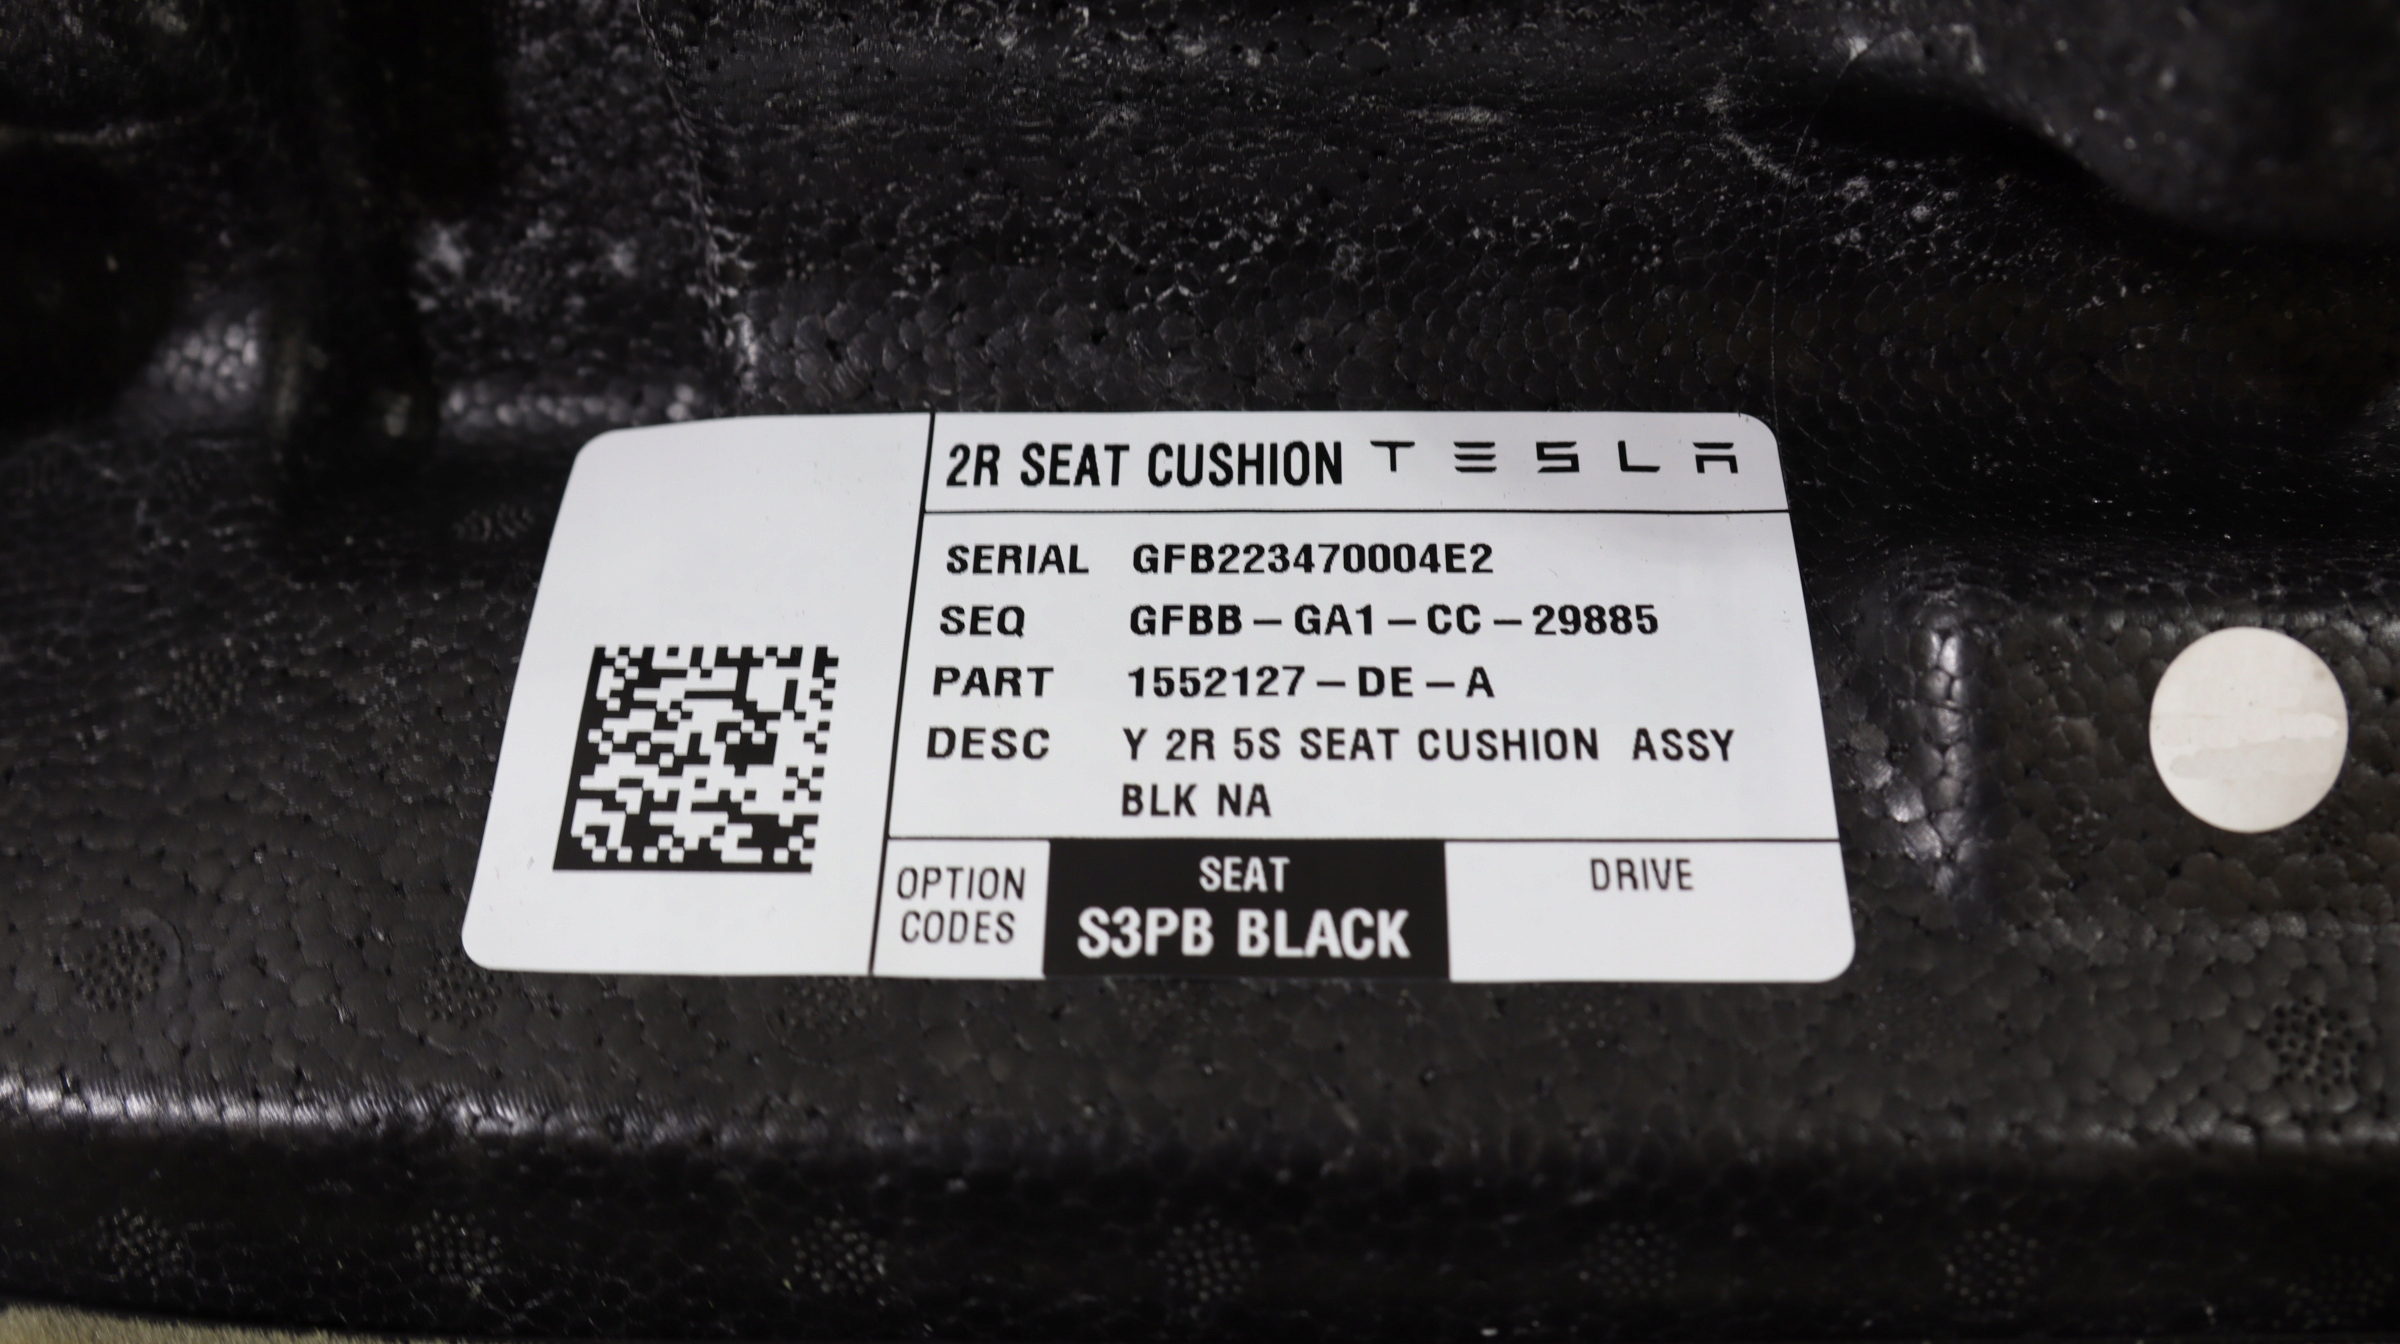 2R SEAT CUSHION TESLA
SERIAL GFB223470004E2
SEQ GFBB-GA1-CC-29885
PART 1552127-DE-A
DESC Y 2R 5S SEAT CUSHION ASSY
BLK NA
OPTION CODES
SEAT
S3PB BLACK
DRIVE